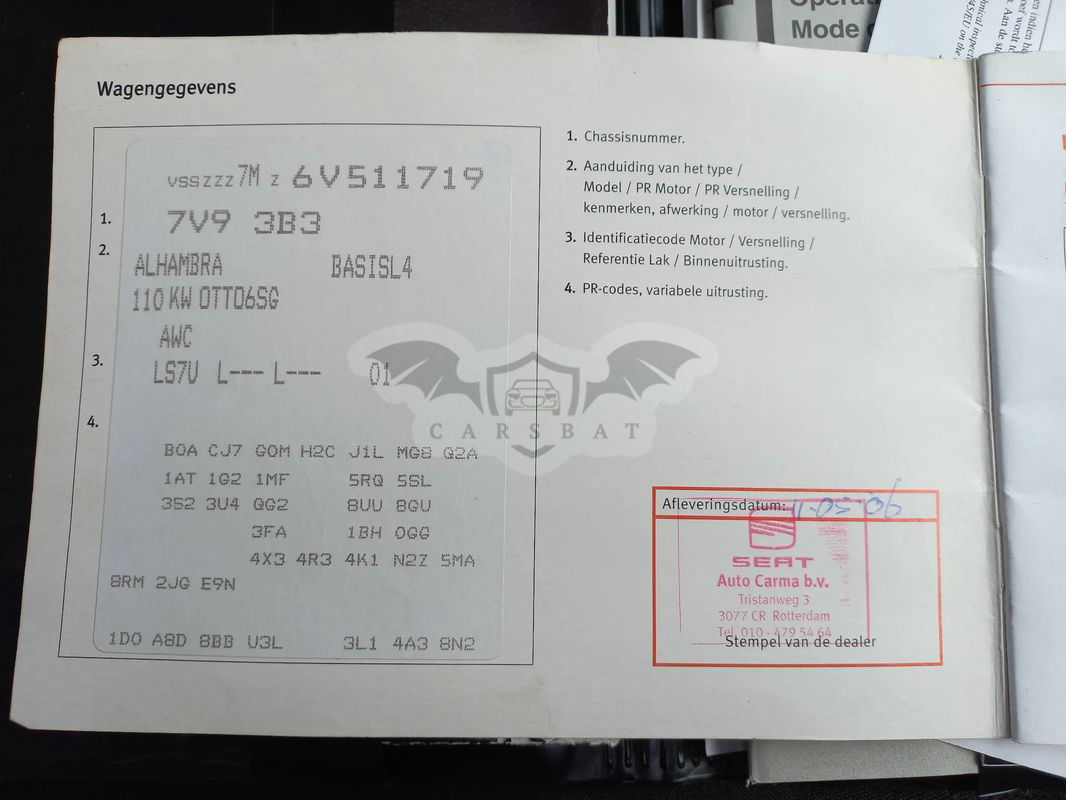 Mode
Wagengegevens
vsszzz 7M z 6V511719
1. 7V9 3B3
2.
ALHAMBRA BASISL4
110 KW OTTO6SG
AWC
3. LS7U L--- L--- 01
4.
B0A CJ7 G0M H2C J1L MG8 Q2A
1AT 1G2 1MF 5RQ 5SL
3S2 3U4 QG2 8UU 8GU
3FA 1BH 0GG
4X3 4R3 4K1 N2Z 5MA
8RM 2JG E9N
1D0 A8D 8BB U3L 3L1 4A3 8N2
1. Chassisnummer.
2. Aanduiding van het type /
Model / PR Motor / PR Versnelling /
kenmerken, afwerking / motor / versnelling.
3. Identificatiecode Motor / Versnelling /
Referentie Lak / Binnenuitrusting.
4. PR-codes, variabele uitrusting.
CARSBAT
Afleveringsdatum:
SEAT
Auto Carma b.v.
Tristanweg 3
3077 CR Rotterdam
Tel. 010 - 479 54 64
Stempel van de dealer